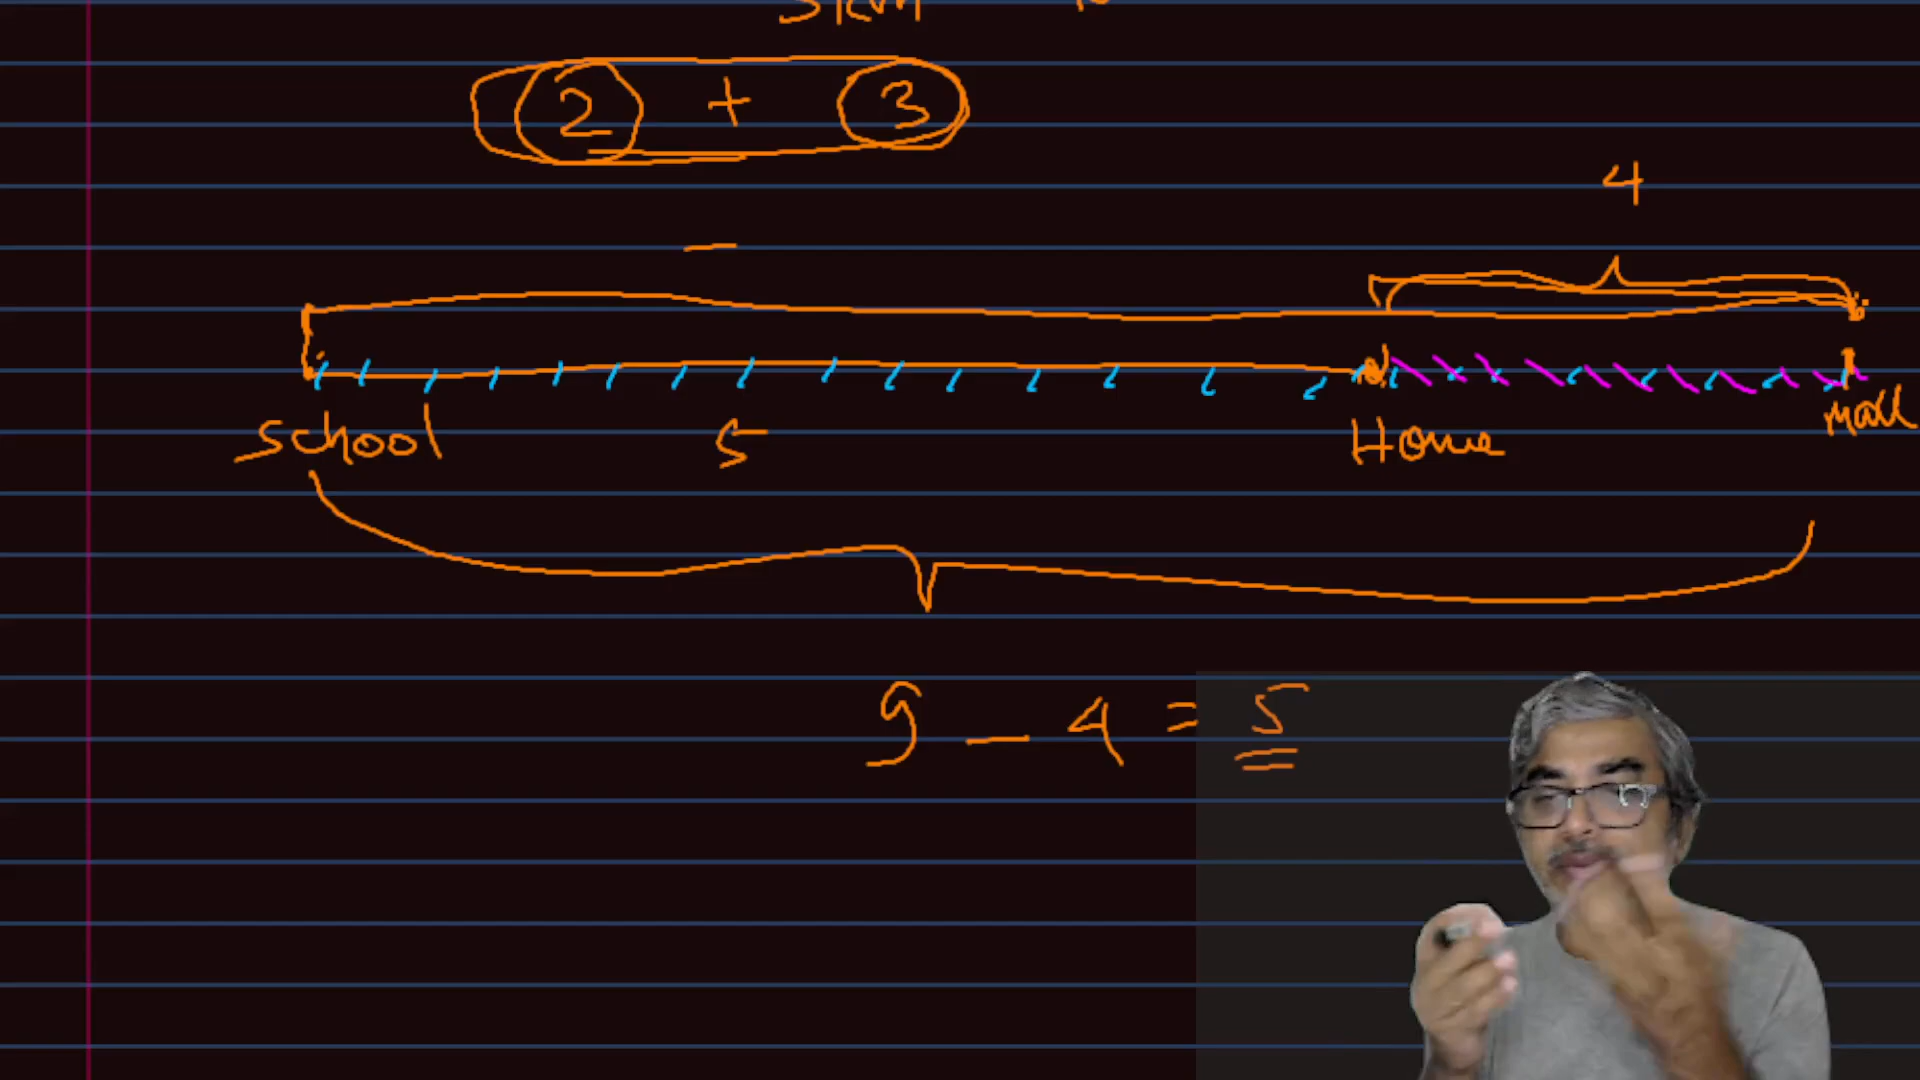 2 + 3
4
—
School 5 Home mall
9 - 4 = 5